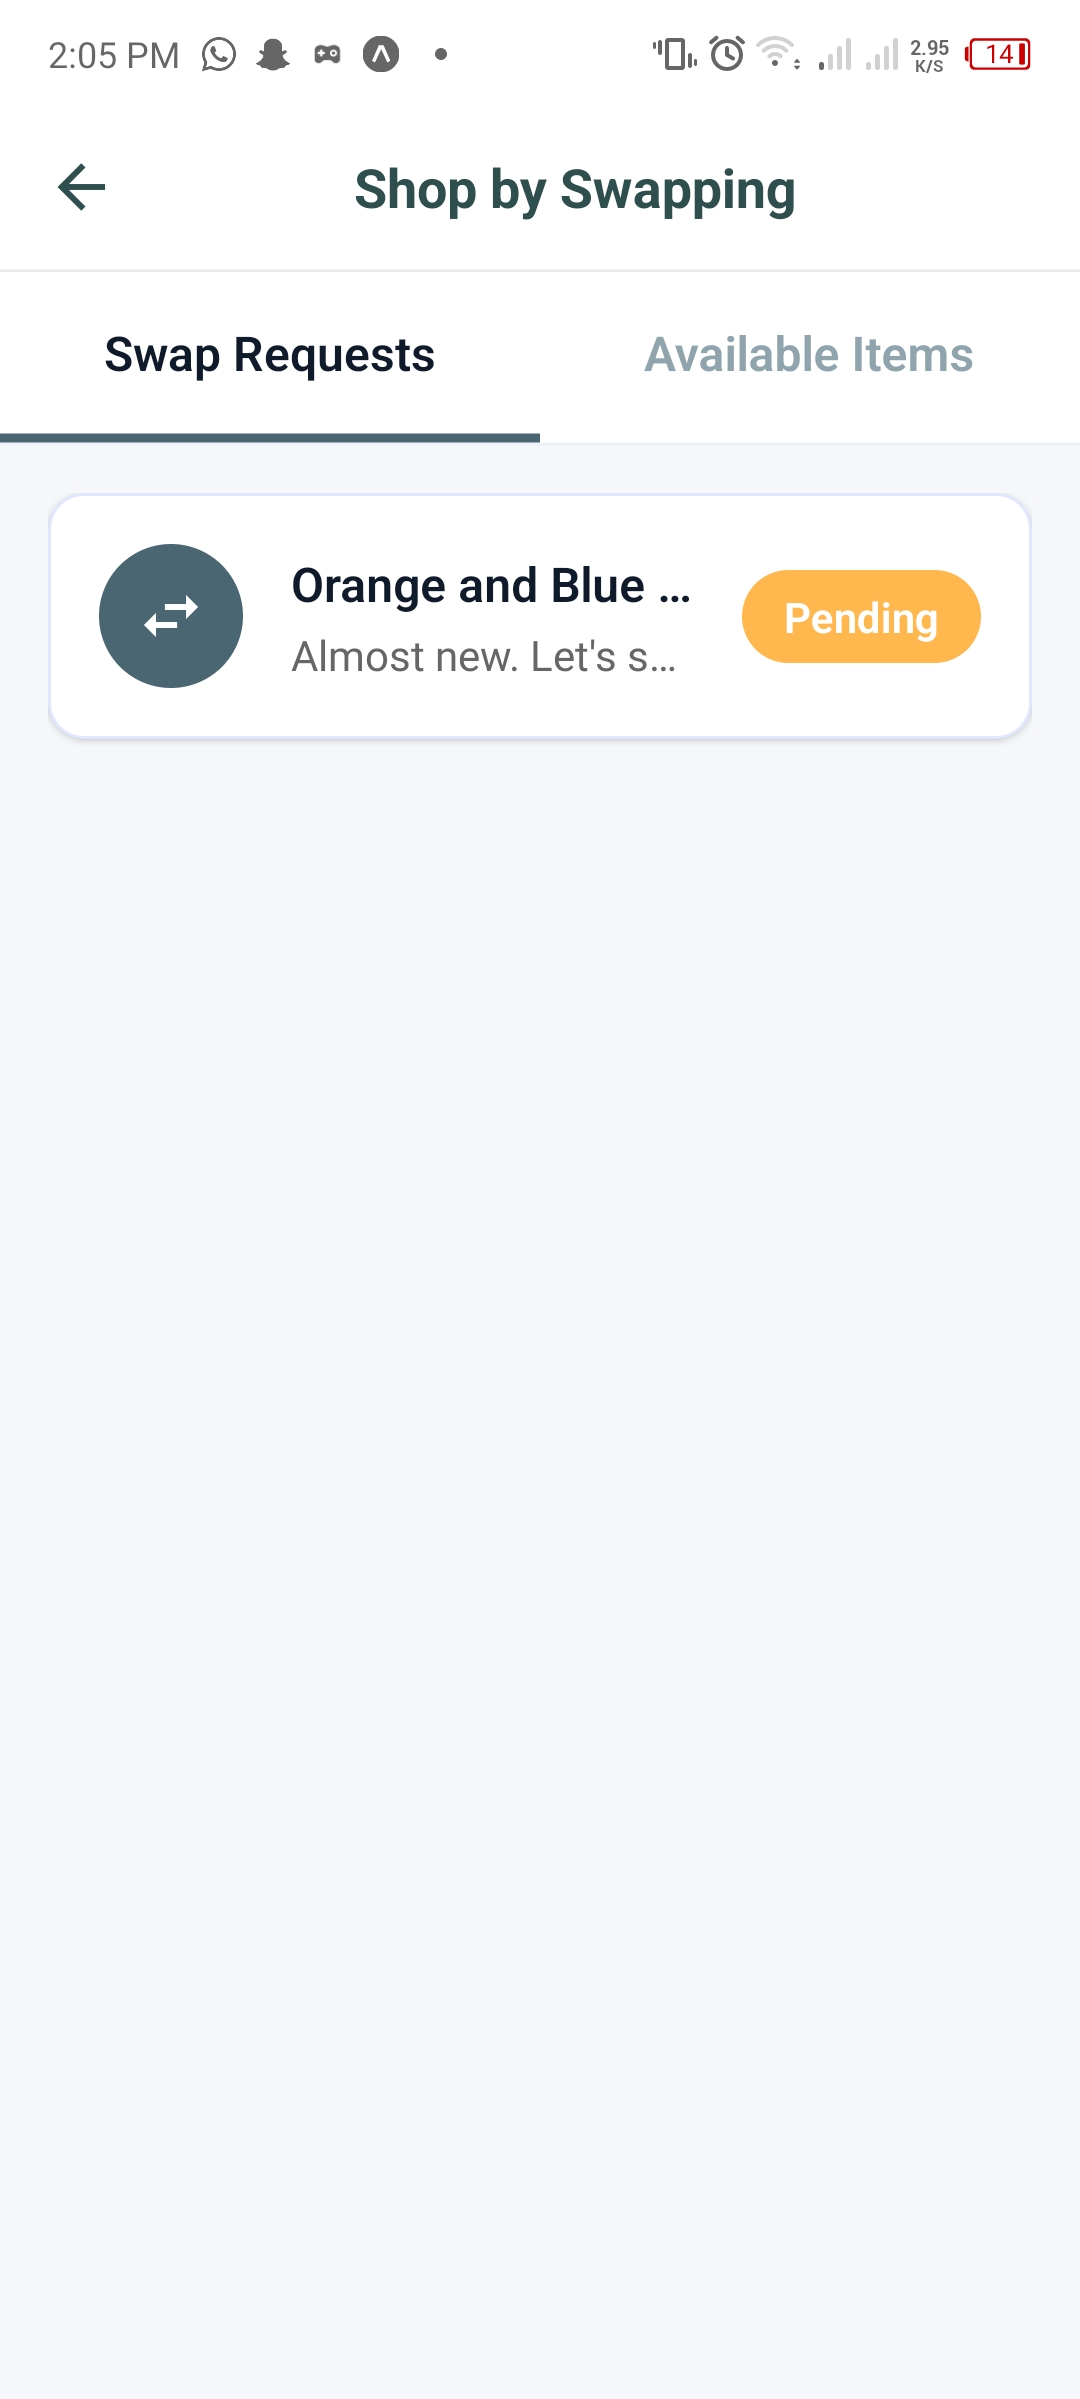 2:05 PM
2.95
K/S
14
Shop by Swapping
Swap Requests
Available Items
Orange and Blue ...
Pending
Almost new. Let's s...